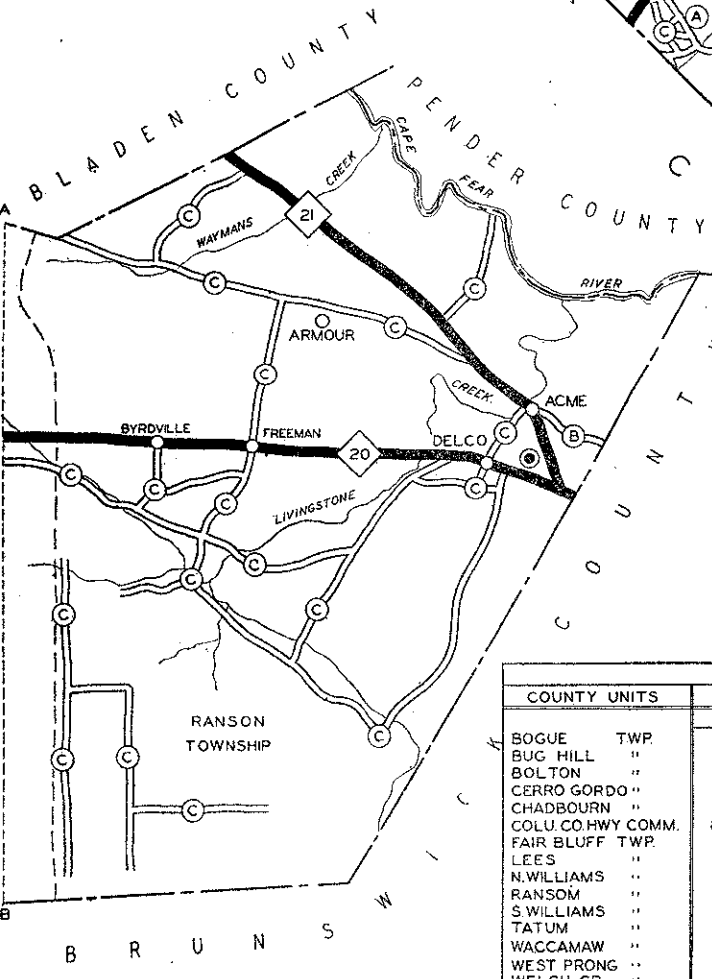 C
A
BLADEN COUNTY
PENDER COUNTY
C
A
CAPE
FEAR
RIVER
WAYMANS
CREEK
C
21
C
C
ARMOUR
C
C
CREEK
ACME
C
B
BYRDVILLE
FREEMAN
20
DELCO
C
C
C
C
LIVINGSTONE
C
C
C
C
RANSON
TOWNSHIP
C
C
C
C
B
BRUNSWICK COUNTY
COUNTY UNITS
BOGUE TWP.
BUG HILL "
BOLTON "
CERRO GORDO "
CHADBOURN "
COLU. CO. HWY COMM.
FAIR BLUFF TWP.
LEES "
N. WILLIAMS "
RANSOM "
S. WILLIAMS "
TATUM "
WACCAMAW "
WEST PRONG "